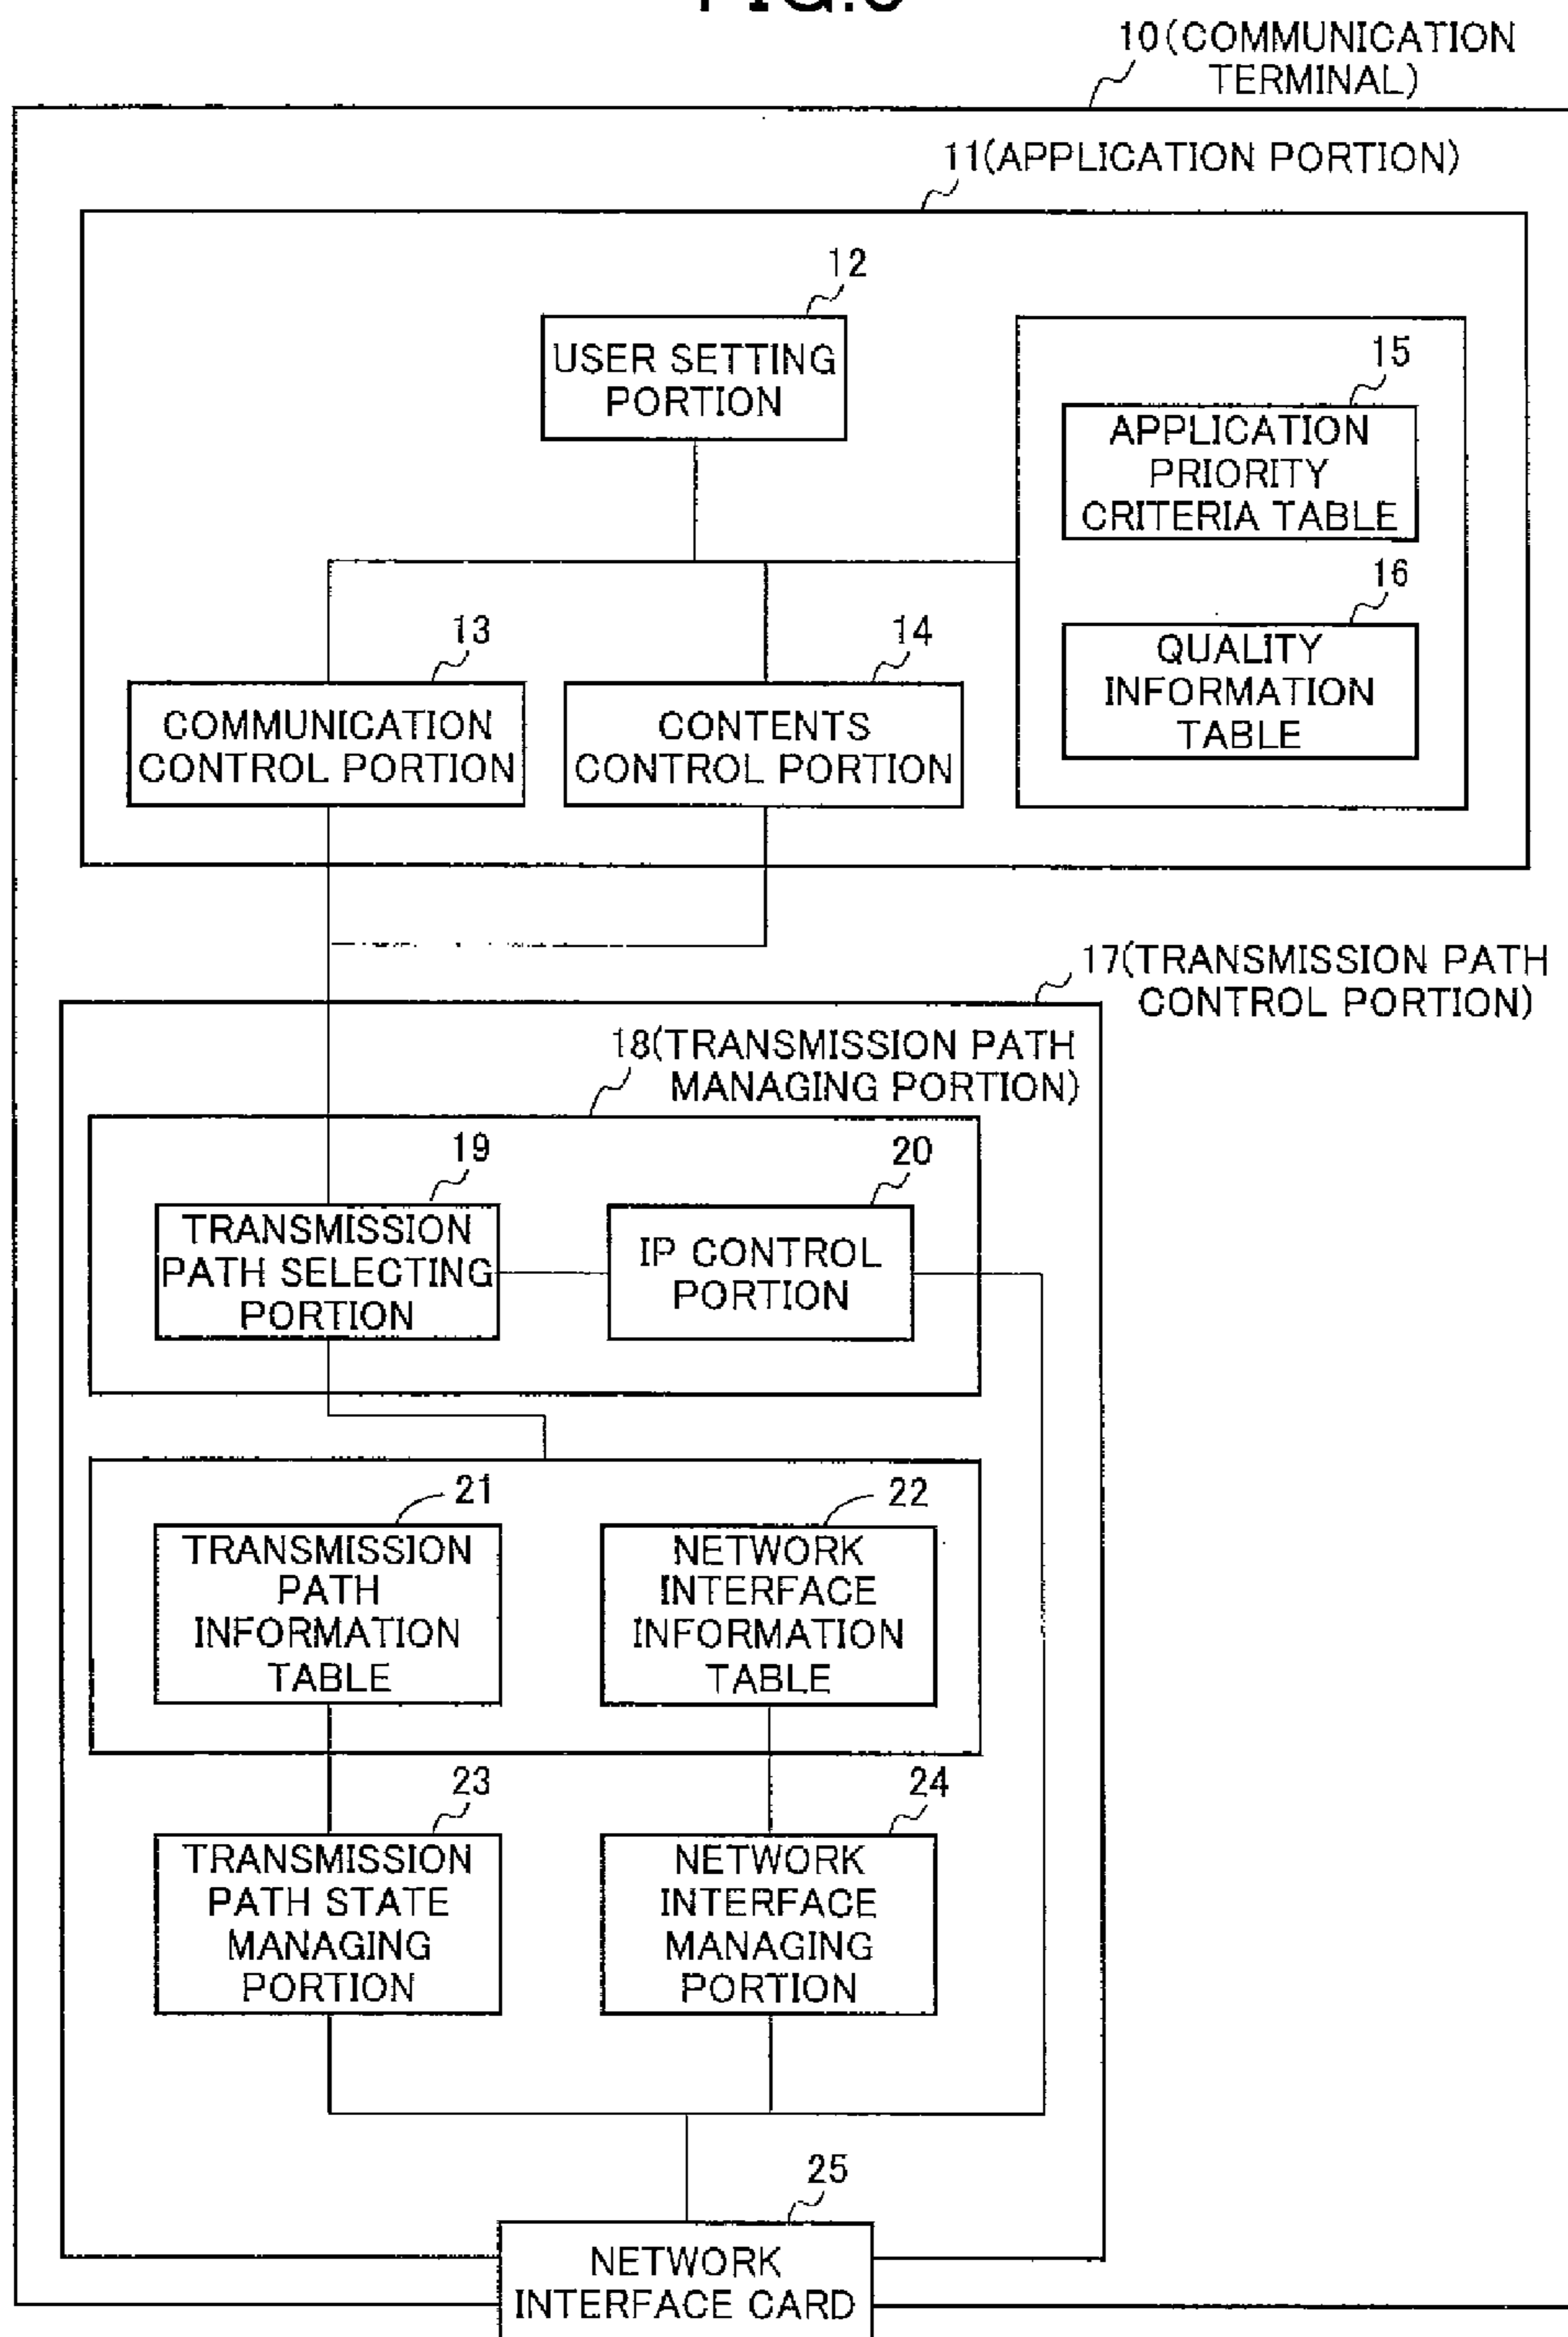 10(COMMUNICATION
TERMINAL)
11(APPLICATION PORTION)
12
USER SETTING
PORTION
15
APPLICATION
PRIORITY
CRITERIA TABLE
16
QUALITY
INFORMATION
TABLE
13
COMMUNICATION
CONTROL PORTION
14
CONTENTS
CONTROL PORTION
17(TRANSMISSION PATH
CONTROL PORTION)
18(TRANSMISSION PATH
MANAGING PORTION)
19
TRANSMISSION
PATH SELECTING
PORTION
20
IP CONTROL
PORTION
21
TRANSMISSION
PATH
INFORMATION
TABLE
22
NETWORK
INTERFACE
INFORMATION
TABLE
23
TRANSMISSION
PATH STATE
MANAGING
PORTION
24
NETWORK
INTERFACE
MANAGING
PORTION
25
NETWORK
INTERFACE CARD